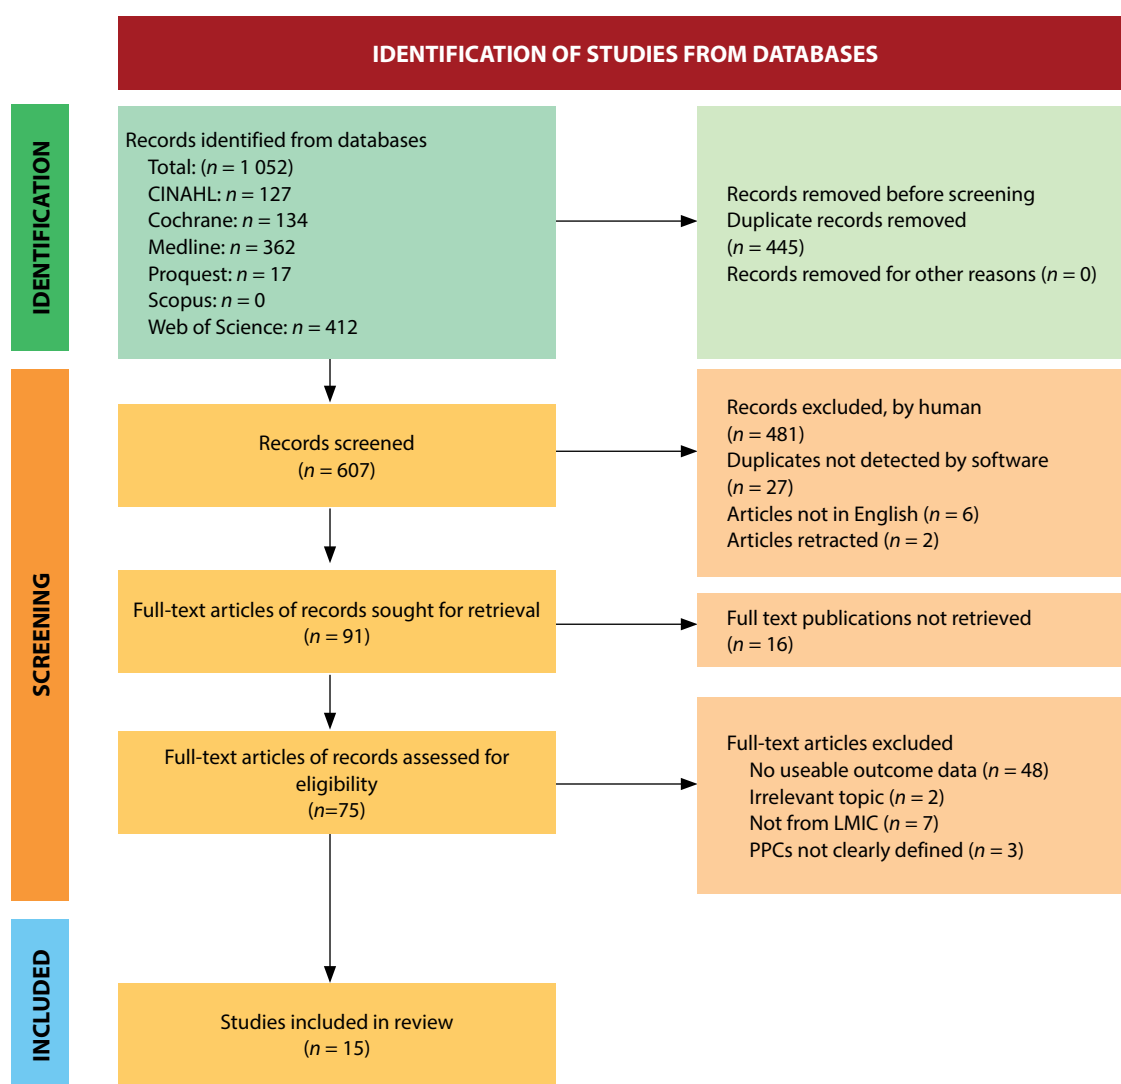 IDENTIFICATION OF STUDIES FROM DATABASES
IDENTIFICATION
Records identified from databases
Total: (n = 1 052)
CINAHL: n = 127
Cochrane: n = 134
Medline: n = 362
Proquest: n = 17
Scopus: n = 0
Web of Science: n = 412
Records removed before screening
Duplicate records removed
(n = 445)
Records removed for other reasons (n = 0)
SCREENING
Records screened
(n = 607)
Records excluded, by human
(n = 481)
Duplicates not detected by software
(n = 27)
Articles not in English (n = 6)
Articles retracted (n = 2)
Full-text articles of records sought for retrieval
(n = 91)
Full text publications not retrieved
(n = 16)
Full-text articles of records assessed for
eligibility
(n=75)
Full-text articles excluded
No useable outcome data (n = 48)
Irrelevant topic (n = 2)
Not from LMIC (n = 7)
PPCs not clearly defined (n = 3)
INCLUDED
Studies included in review
(n = 15)